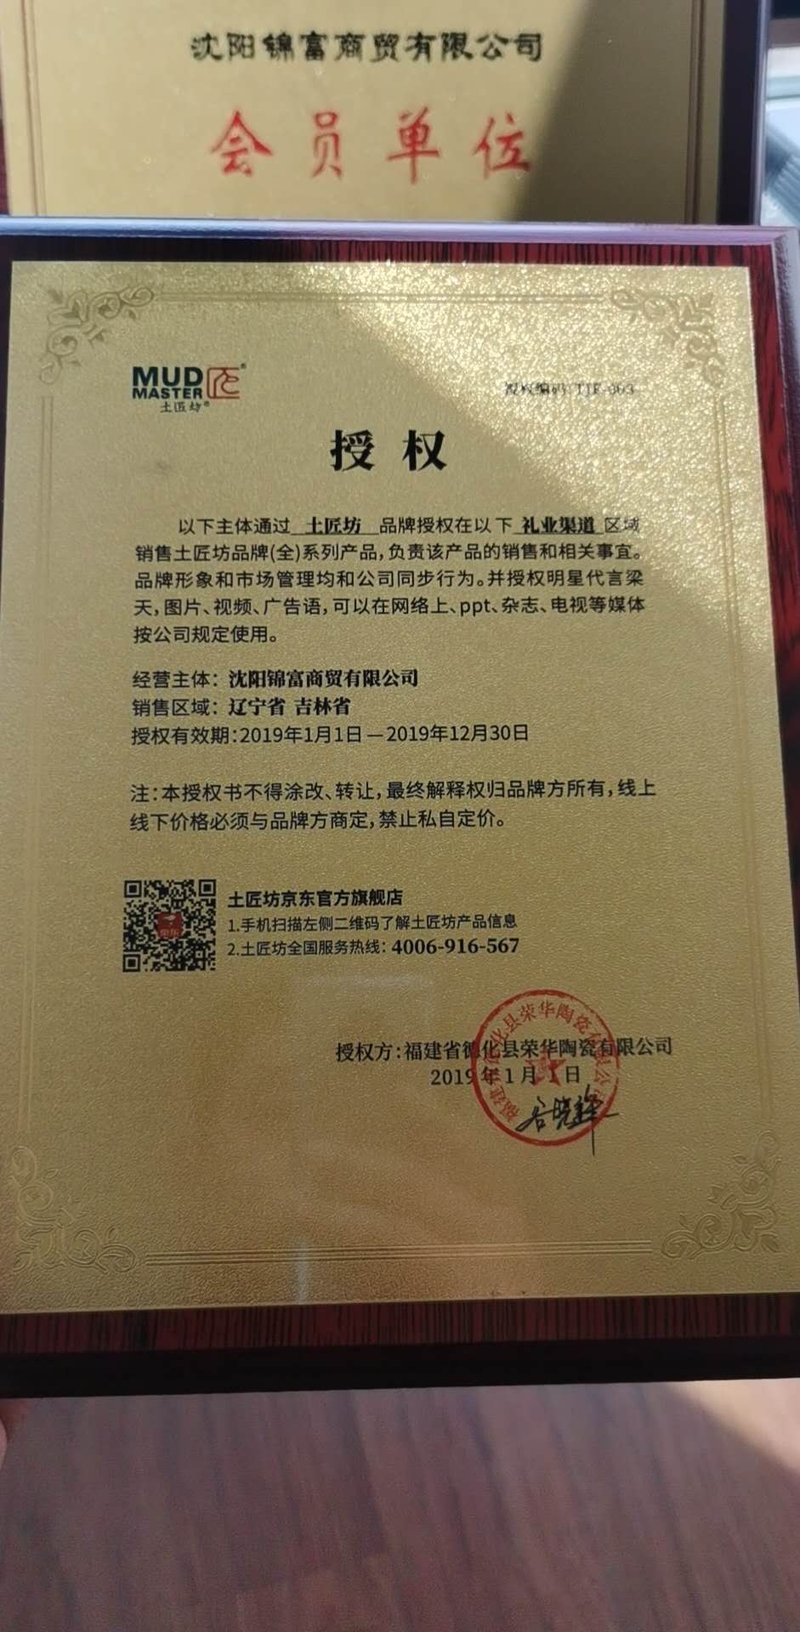 沈阳锦富商贸有限公司
会员单位
MUD
MASTER
土匠坊
授权编码:
授权
以下主体通过 土匠坊 品牌授权在以下 礼业渠道 区域
销售土匠坊品牌(全)系列产品,负责该产品的销售和相关事宜。
品牌形象和市场管理均和公司同步行为。并授权明星代言梁
天,图片、视频、广告语,可以在网络上、ppt、杂志、电视等媒体
按公司规定使用。
经营主体: 沈阳锦富商贸有限公司
销售区域: 辽宁省 吉林省
授权有效期:2019年1月1日—2019年12月30日
注:本授权书不得涂改、转让,最终解释权归品牌方所有,线上
线下价格必须与品牌方商定,禁止私自定价。
土匠坊京东官方旗舰店
1.手机扫描左侧二维码了解土匠坊产品信息
2.土匠坊全国服务热线: 4006-916-567
授权方:福建省德化县荣华陶瓷有限公司
2019年1月1日